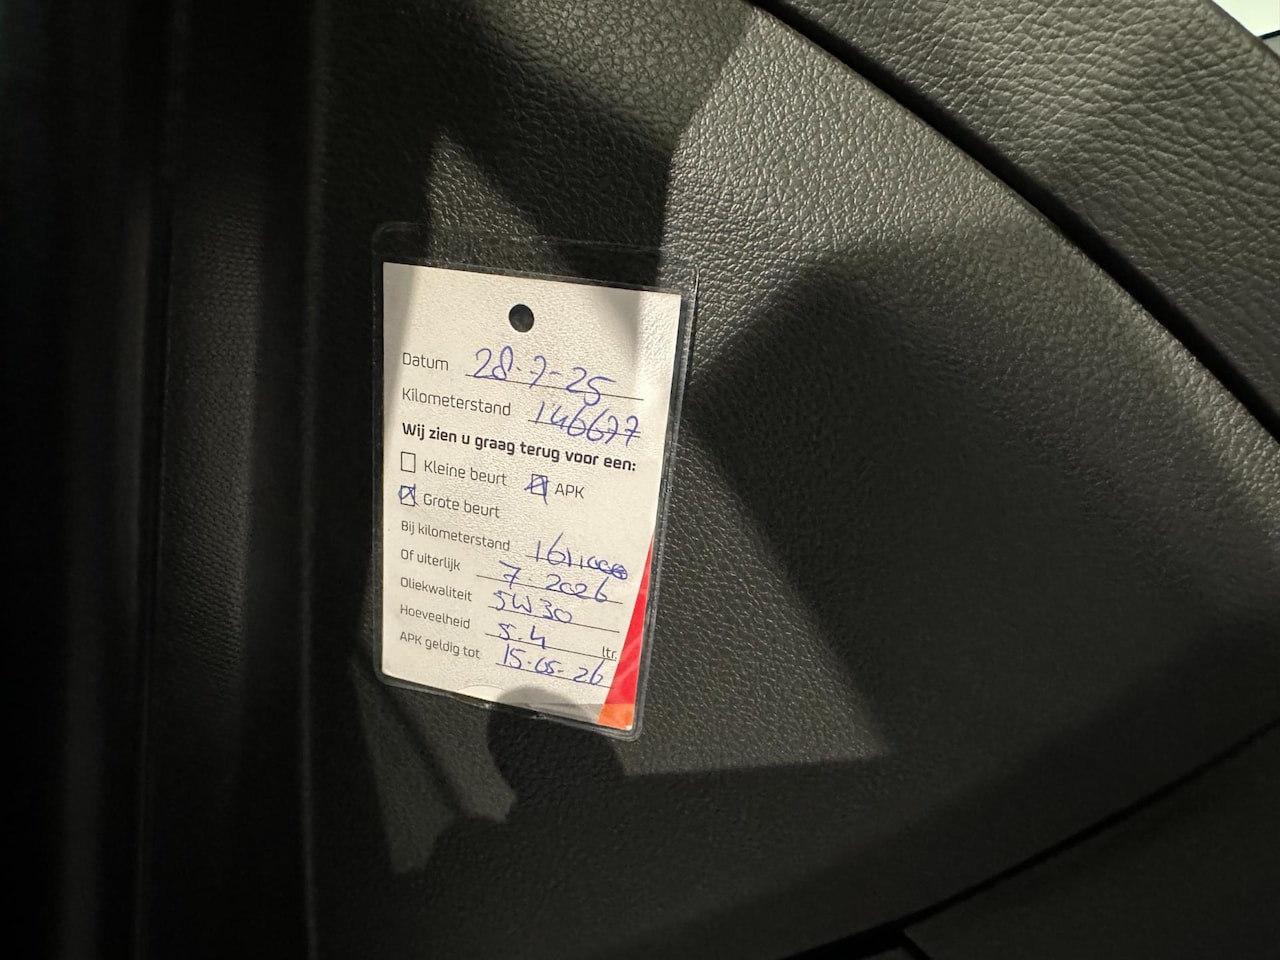 Datum 28-7-25
Kilometerstand 146677
Wij zien u graag terug voor een:
Kleine beurt APK
Grote beurt
Bij kilometerstand
Of uiterlijk 7 2026
Oliekwaliteit 5W30
Hoeveelheid 5.4 ltr.
APK geldig tot 15-05-26